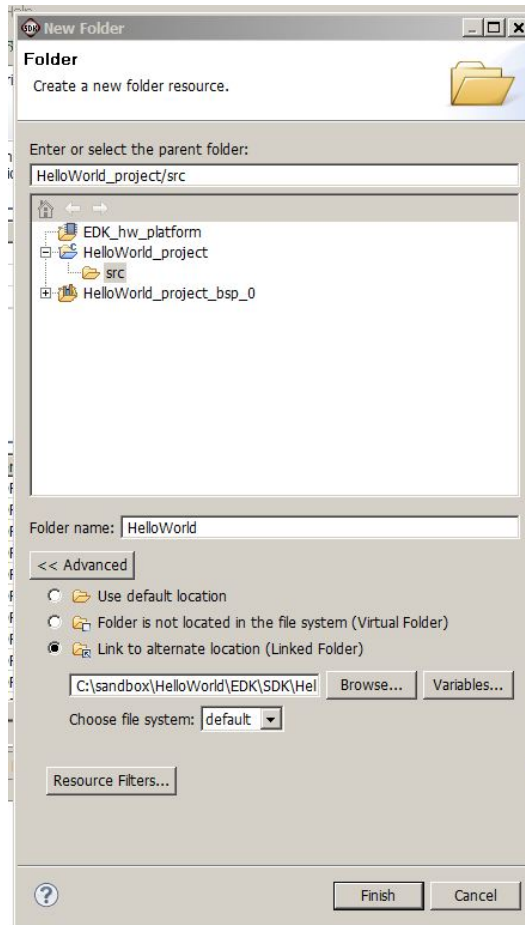 SDK New Folder
Folder
Create a new folder resource.
Enter or select the parent folder:
HelloWorld_project/src
EDK_hw_platform
HelloWorld_project
src
HelloWorld_project_bsp_0
Folder name: HelloWorld
<< Advanced
Use default location
Folder is not located in the file system (Virtual Folder)
Link to alternate location (Linked Folder)
C:\sandbox\HelloWorld\EDK\SDK\Hel Browse... Variables...
Choose file system: default
Resource Filters...
? Finish Cancel